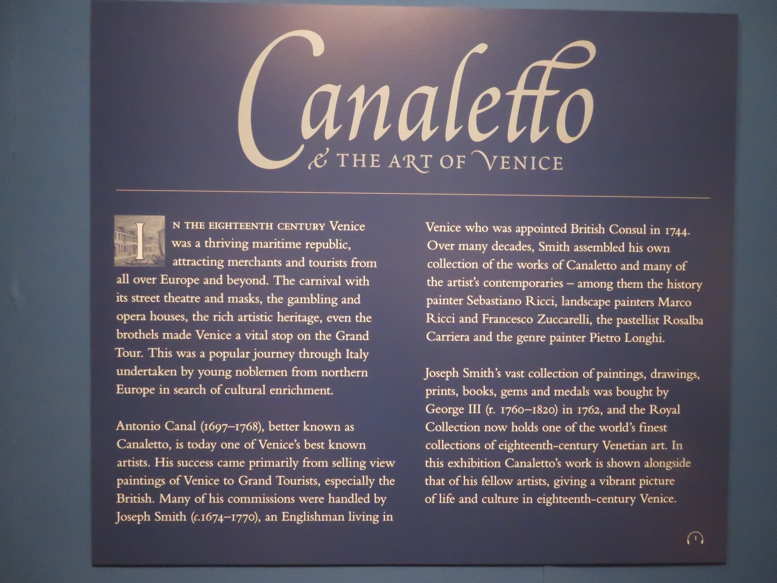 Canaletto
& THE ART OF VENICE
IN THE EIGHTEENTH CENTURY Venice
was a thriving maritime republic,
attracting merchants and tourists from
all over Europe and beyond. The carnival with
its street theatre and masks, the gambling and
opera houses, the rich artistic heritage, even the
brothels made Venice a vital stop on the Grand
Tour. This was a popular journey through Italy
undertaken by young noblemen from northern
Europe in search of cultural enrichment.
Antonio Canal (1697–1768), better known as
Canaletto, is today one of Venice's best known
artists. His success came primarily from selling view
paintings of Venice to Grand Tourists, especially the
British. Many of his commissions were handled by
Joseph Smith (c.1674–1770), an Englishman living in
Venice who was appointed British Consul in 1744.
Over many decades, Smith assembled his own
collection of the works of Canaletto and many of
the artist's contemporaries – among them the history
painter Sebastiano Ricci, landscape painters Marco
Ricci and Francesco Zuccarelli, the pastellist Rosalba
Carriera and the genre painter Pietro Longhi.
Joseph Smith's vast collection of paintings, drawings,
prints, books, gems and medals was bought by
George III (r. 1760–1820) in 1762, and the Royal
Collection now holds one of the world's finest
collections of eighteenth-century Venetian art. In
this exhibition Canaletto's work is shown alongside
that of his fellow artists, giving a vibrant picture
of life and culture in eighteenth-century Venice.
1